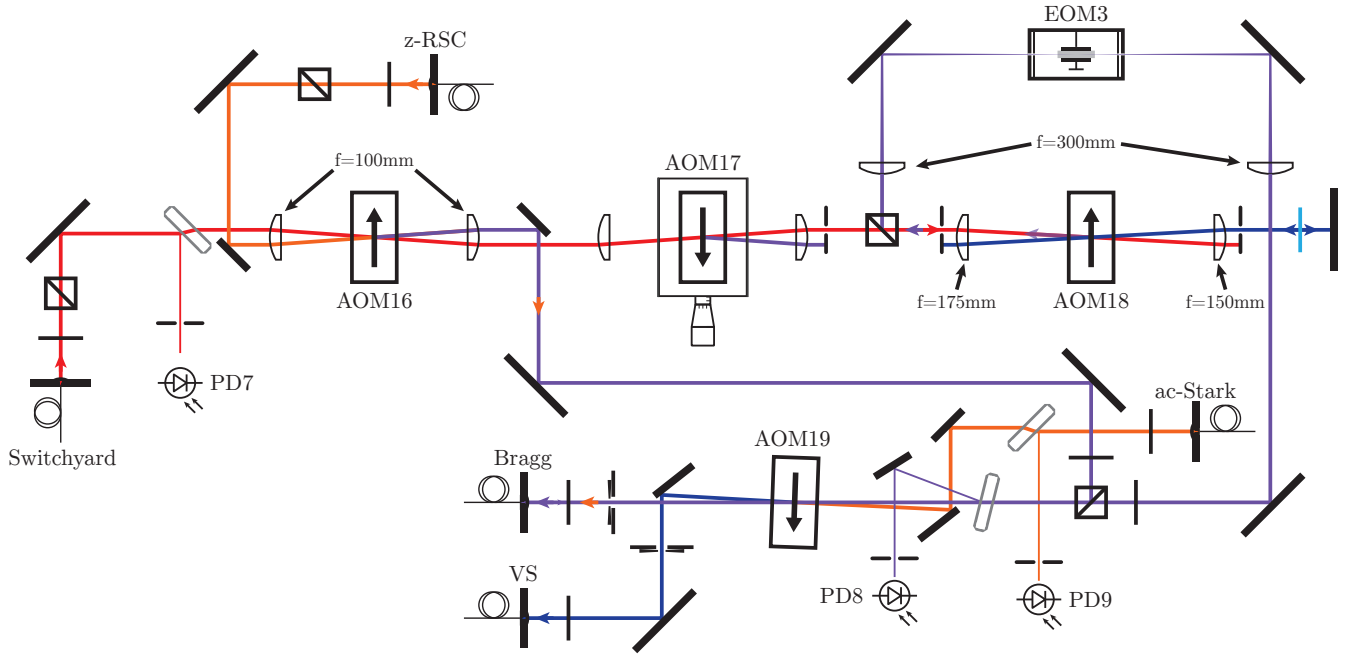 EOM3
z-RSC
f=100mm
AOM17
f=300mm
AOM16
f=175mm
AOM18
f=150mm
PD7
ac-Stark
Switchyard
AOM19
Bragg
VS
PD8
PD9